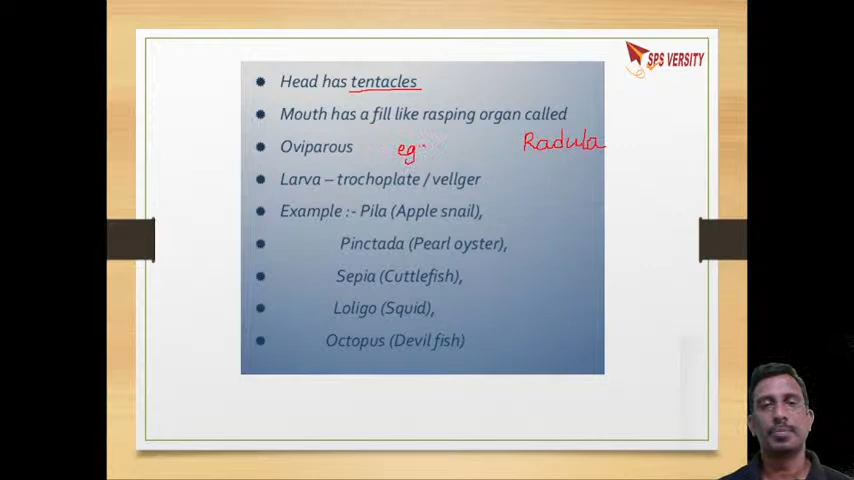 SPS VERSITY
Head has tentacles
Mouth has a fill like rasping organ called
Radula
Oviparous eg
Larva – trochoplate / vellger
Example :- Pila (Apple snail),
Pinctada (Pearl oyster),
Sepia (Cuttlefish),
Loligo (Squid),
Octopus (Devil fish)